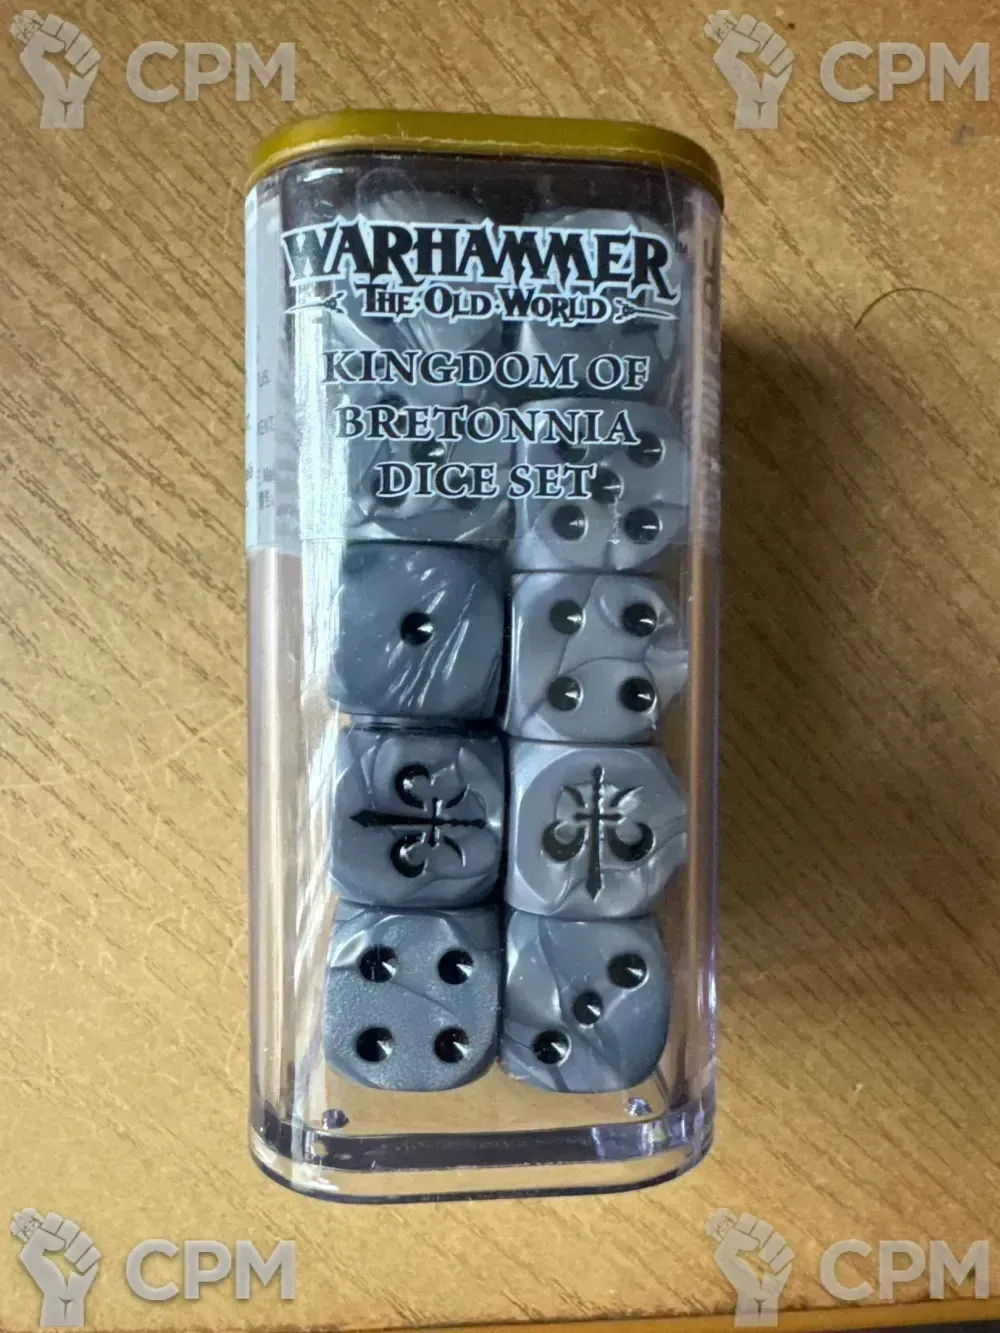 CPM
CPM
WARHAMMER
THE·OLD·WORLD
KINGDOM OF
BRETONNIA
DICE SET
CPM
CPM